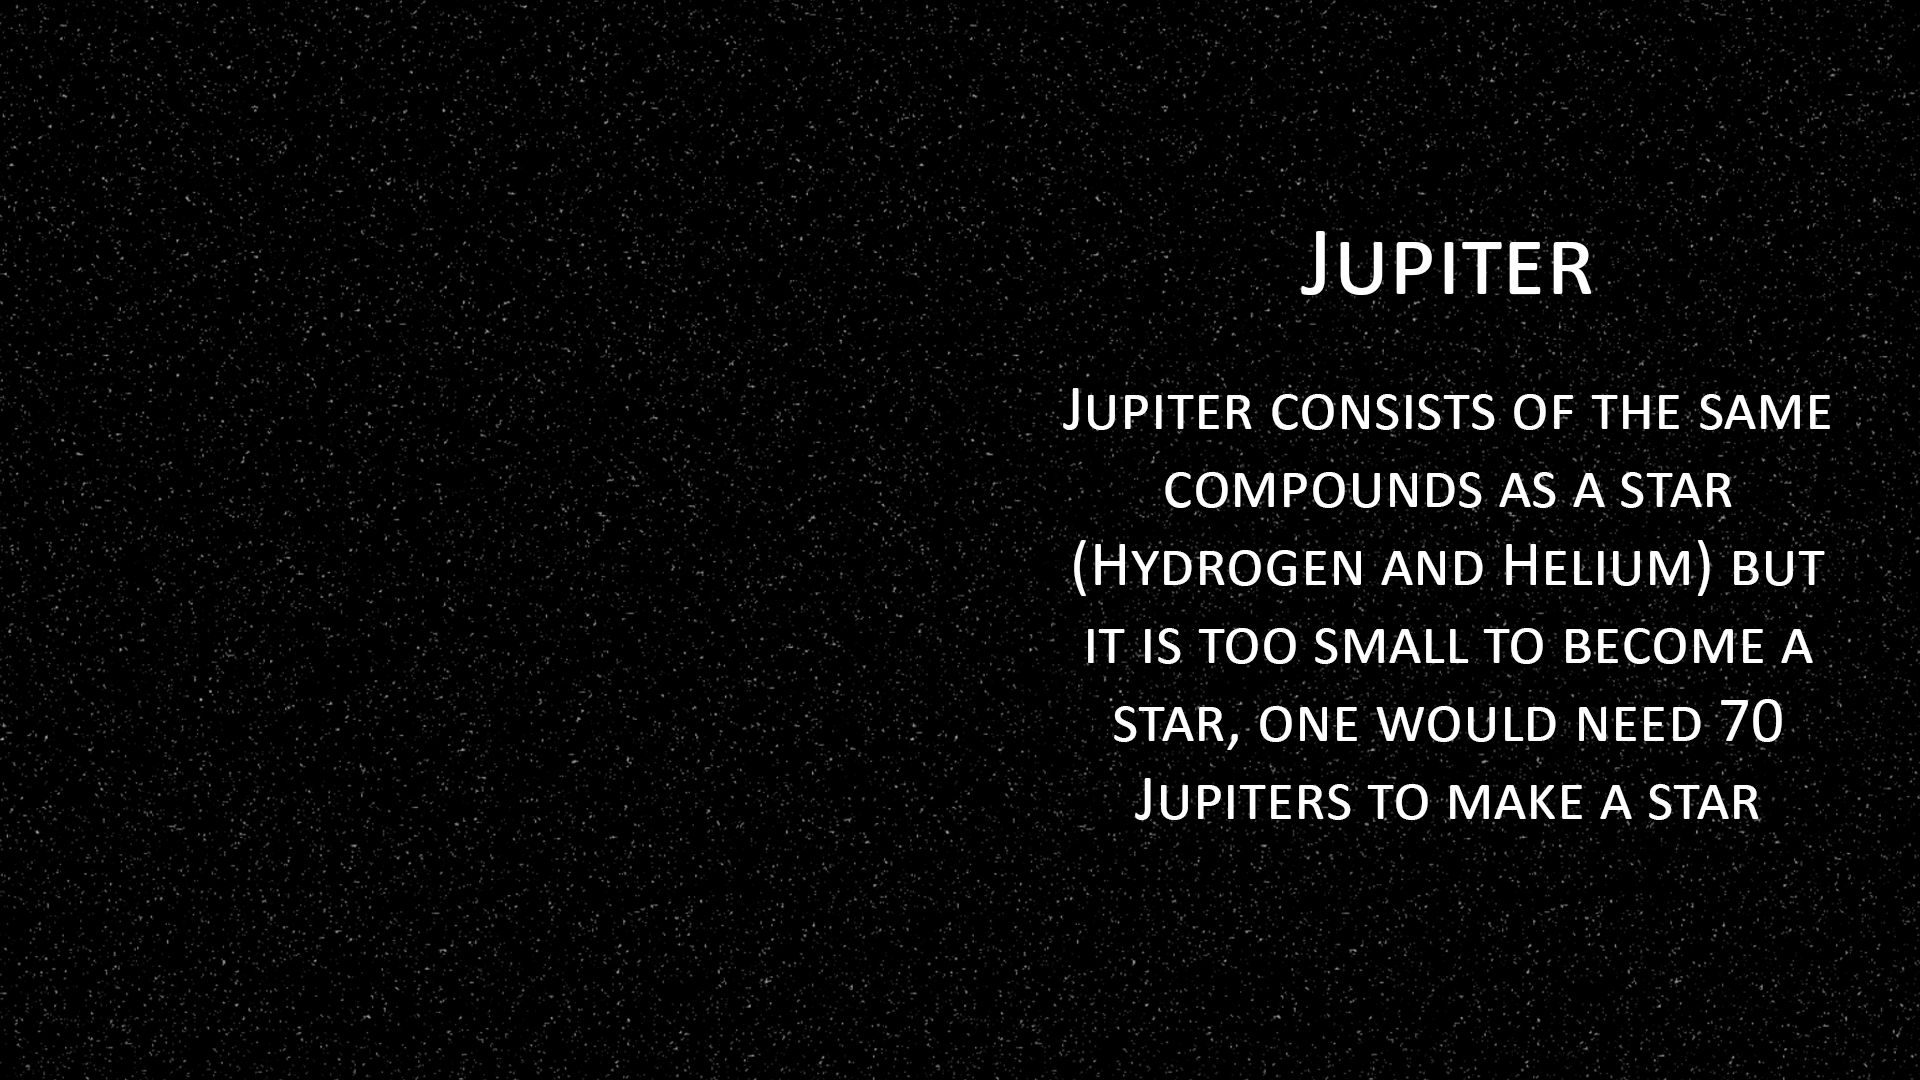 Jupiter
Jupiter consists of the same
compounds as a star
(Hydrogen and Helium) but
it is too small to become a
star, one would need 70
Jupiters to make a star